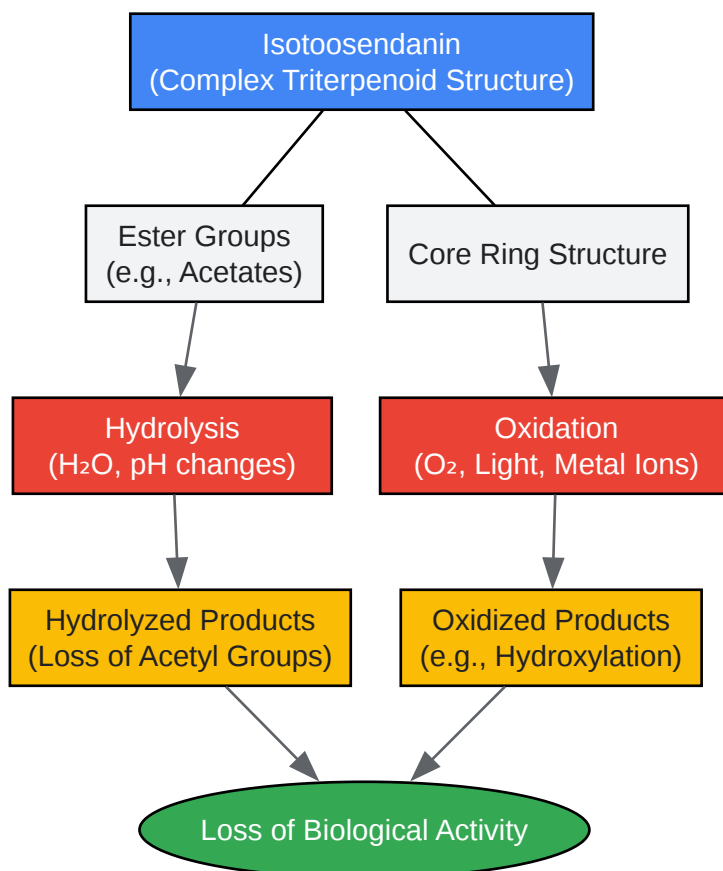 Isotoosendanin
(Complex Triterpenoid Structure)
Ester Groups
(e.g., Acetates)
Core Ring Structure
Hydrolysis
(H₂O, pH changes)
Oxidation
(O₂, Light, Metal Ions)
Hydrolyzed Products
(Loss of Acetyl Groups)
Oxidized Products
(e.g., Hydroxylation)
Loss of Biological Activity